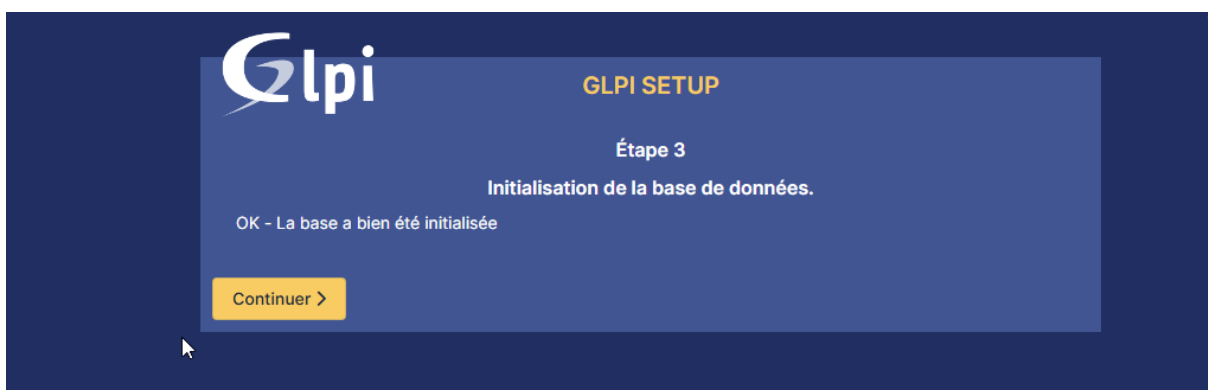 Glpi
GLPI SETUP
Étape 3
Initialisation de la base de données.
OK - La base a bien été initialisée
Continuer >